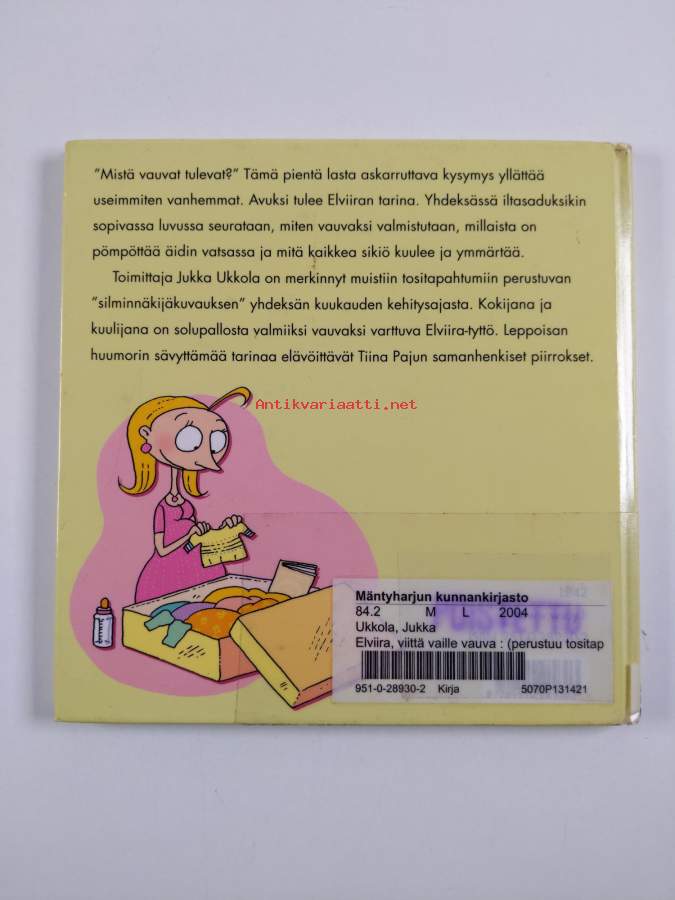 "Mistä vauvat tulevat?" Tämä pientä lasta askarruttava kysymys yllättää
useimmiten vanhemmat. Avuksi tulee Elviiran tarina. Yhdeksässä iltasaduksikin
sopivassa luvussa seurataan, miten vauvaksi valmistutaan, millaista on
pömpöttää äidin vatsassa ja mitä kaikkea sikiö kuulee ja ymmärtää.
Toimittaja Jukka Ukkola on merkinnyt muistiin tositapahtumiin perustuvan
"silminnäkijäkuvauksen" yhdeksän kuukauden kehitysajasta. Kokijana ja
kuulijana on solupallosta valmiiksi vauvaksi varttuva Elviira-tyttö. Leppoisan
huumorin sävyttämää tarinaa elävöittävät Tiina Pajun samanhenkiset piirrokset.
Antikvariaatti.net
Mäntyharjun kunnankirjasto
84.2 M L 2004
POISTETTU
Ukkola, Jukka
Elviira, viittä vaille vauva : (perustuu tositap
951-0-28930-2 Kirja 5070P131421